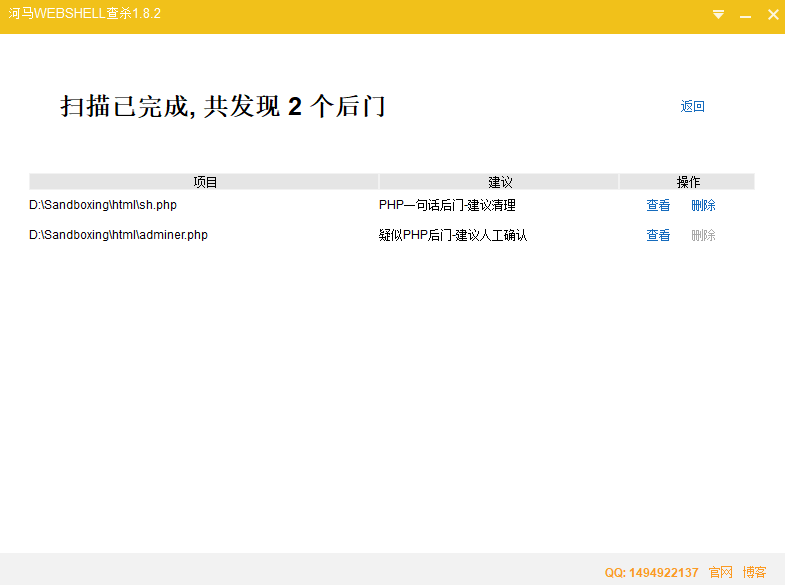 河马WEBSHELL查杀1.8.2
扫描已完成, 共发现 2 个后门
返回
项目 建议 操作
D:\Sandboxing\html\sh.php PHP一句话后门-建议清理 查看 删除
D:\Sandboxing\html\adminer.php 疑似PHP后门-建议人工确认 查看 删除
QQ: 1494922137 官网 博客